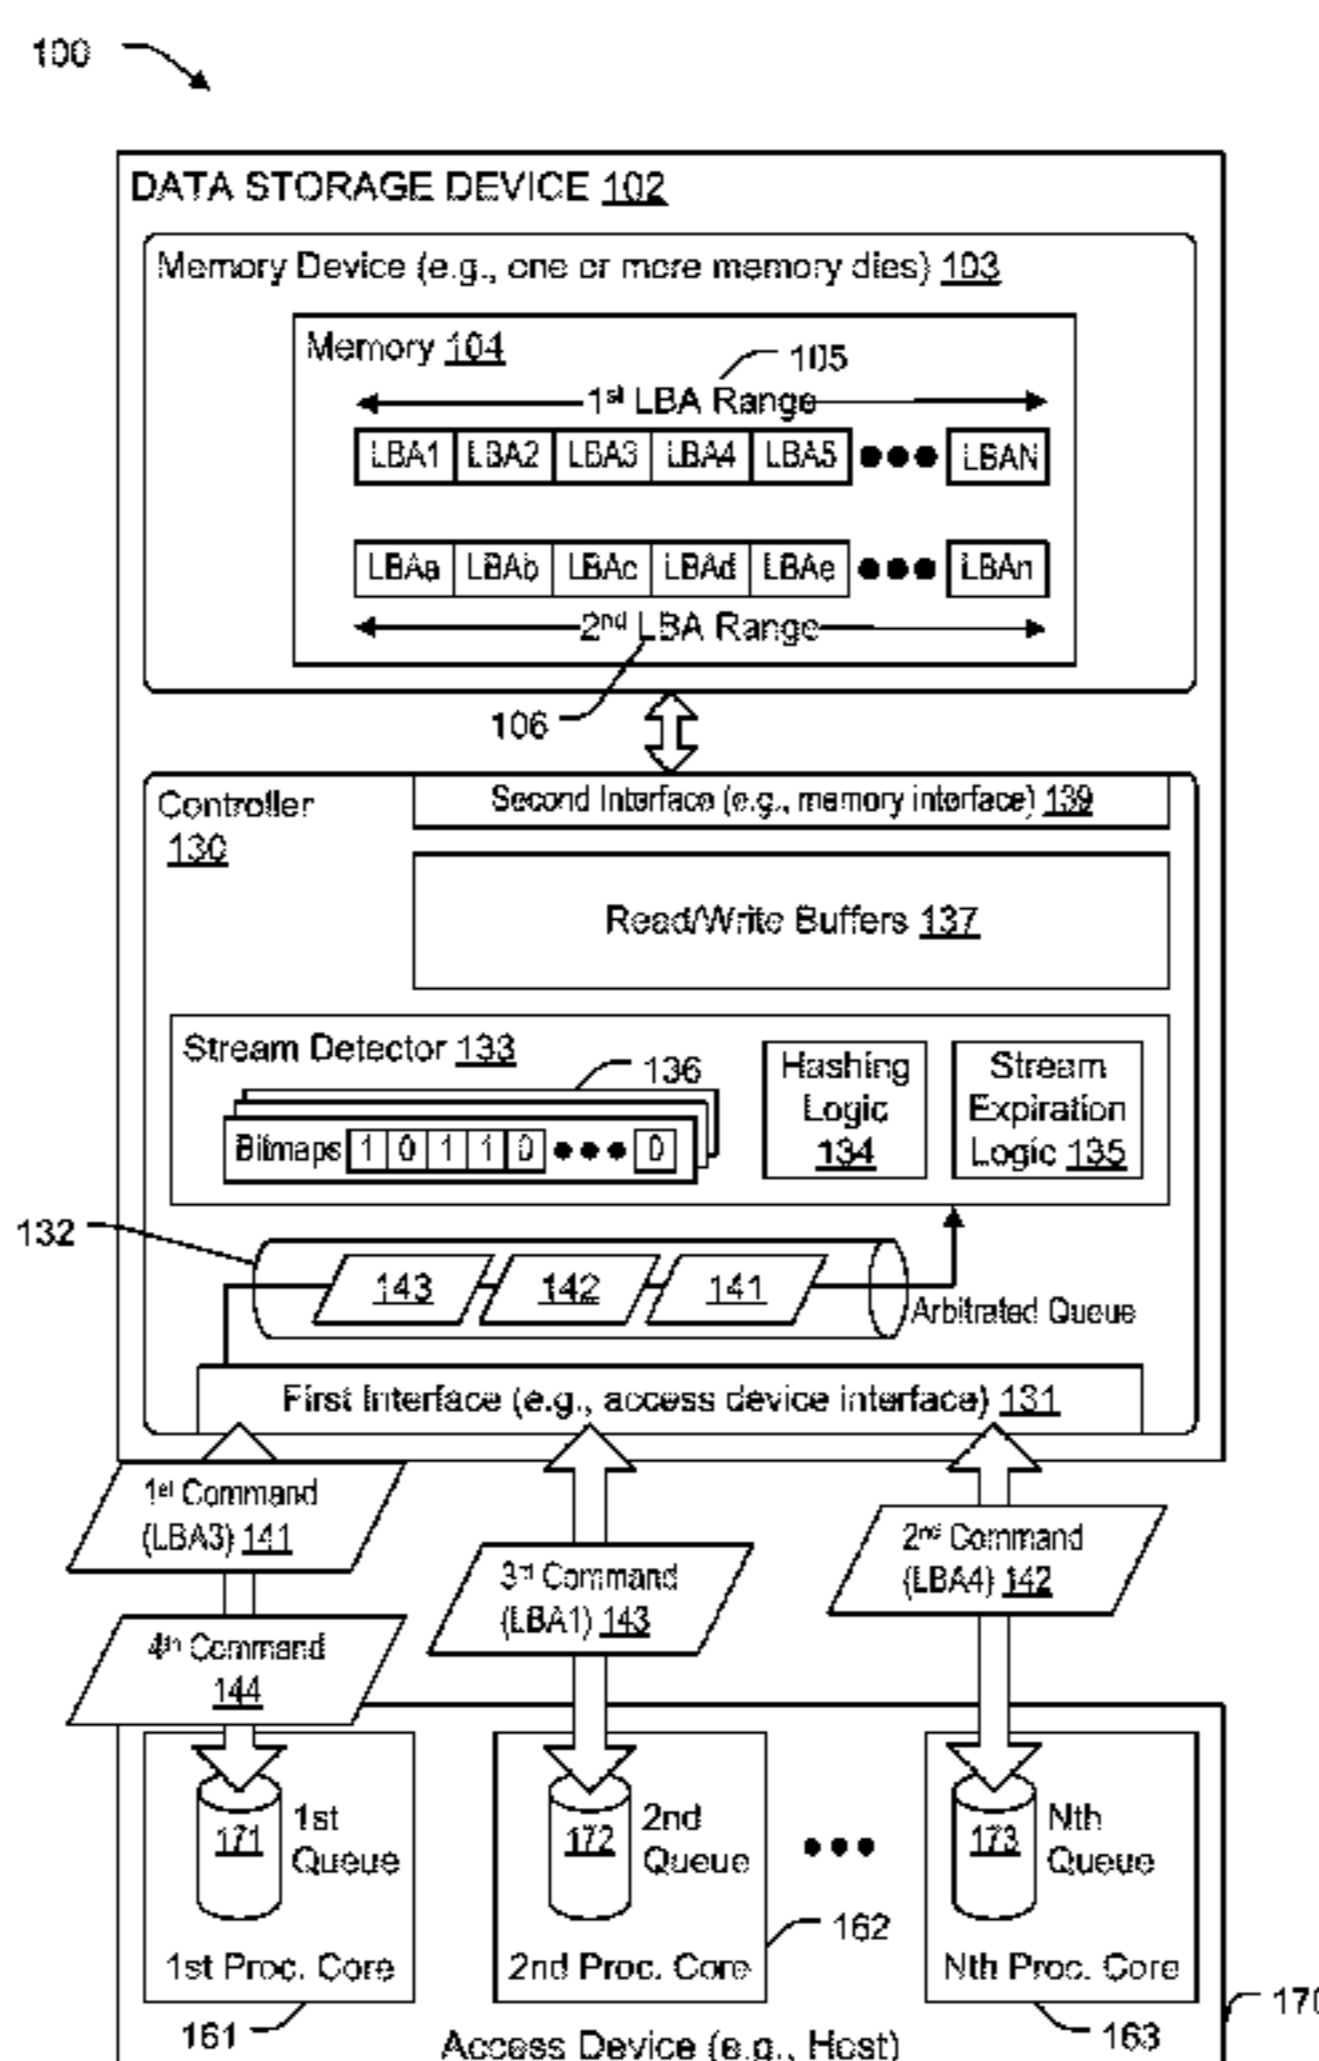 100
DATA STORAGE DEVICE 102
Memory Device (e.g., one or more memory dies) 103
Memory 104
105
1st LBA Range
LBA1 LBA2 LBA3 LBA4 LBA5 ●●● LBAN
LBAa LBAb LBAc LBAd LBAe ●●● LBAn
2nd LBA Range
106
Second Interface (e.g., memory interface) 139
Controller
130
Read/Write Buffers 137
Stream Detector 133
136
Bitmaps 1 0 1 1 0 ●●● 0
Hashing
Logic
134
Stream
Expiration
Logic 135
132
143 142 141
Arbitrated Queue
First Interface (e.g., access device interface) 131
1st Command
(LBA3) 141
2nd Command
(LBA4) 142
3rd Command
(LBA1) 143
4th Command
144
171
1st
Queue
172
2nd
Queue
●●●
173
Nth
Queue
162
1st Proc. Core
2nd Proc. Core
Nth Proc. Core
161
163
170
Access Device (e.g., Host)